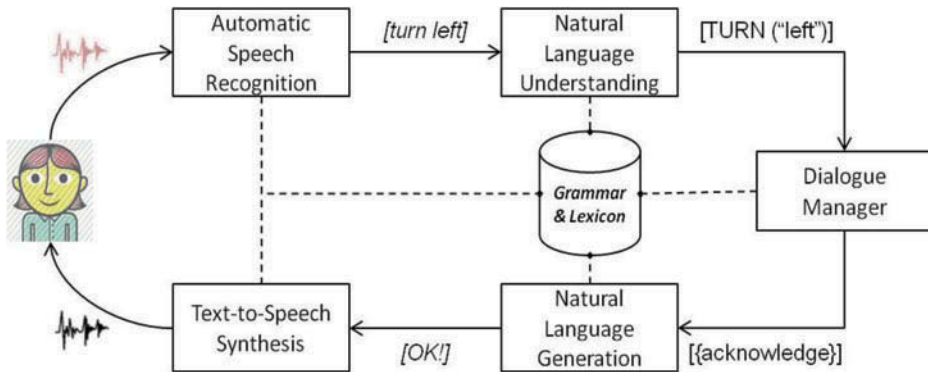 Automatic
Speech
Recognition
[turn left]
Natural
Language
Understanding
[TURN (“left”)]
Grammar
& Lexicon
Dialogue
Manager
Text-to-Speech
Synthesis
[OK!]
Natural
Language
Generation
[{acknowledge}]